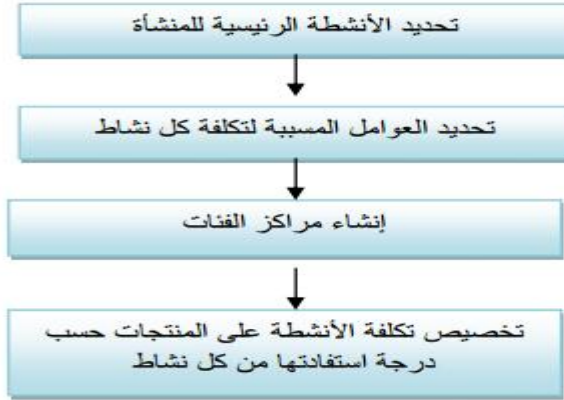 تحديد الأنشطة الرئيسية للمنشأة
تحديد العوامل المسببة لتكلفة كل نشاط
إنشاء مراكز الفئات
تخصيص تكلفة الأنشطة على المنتجات حسب
درجة استفادتها من كل نشاط